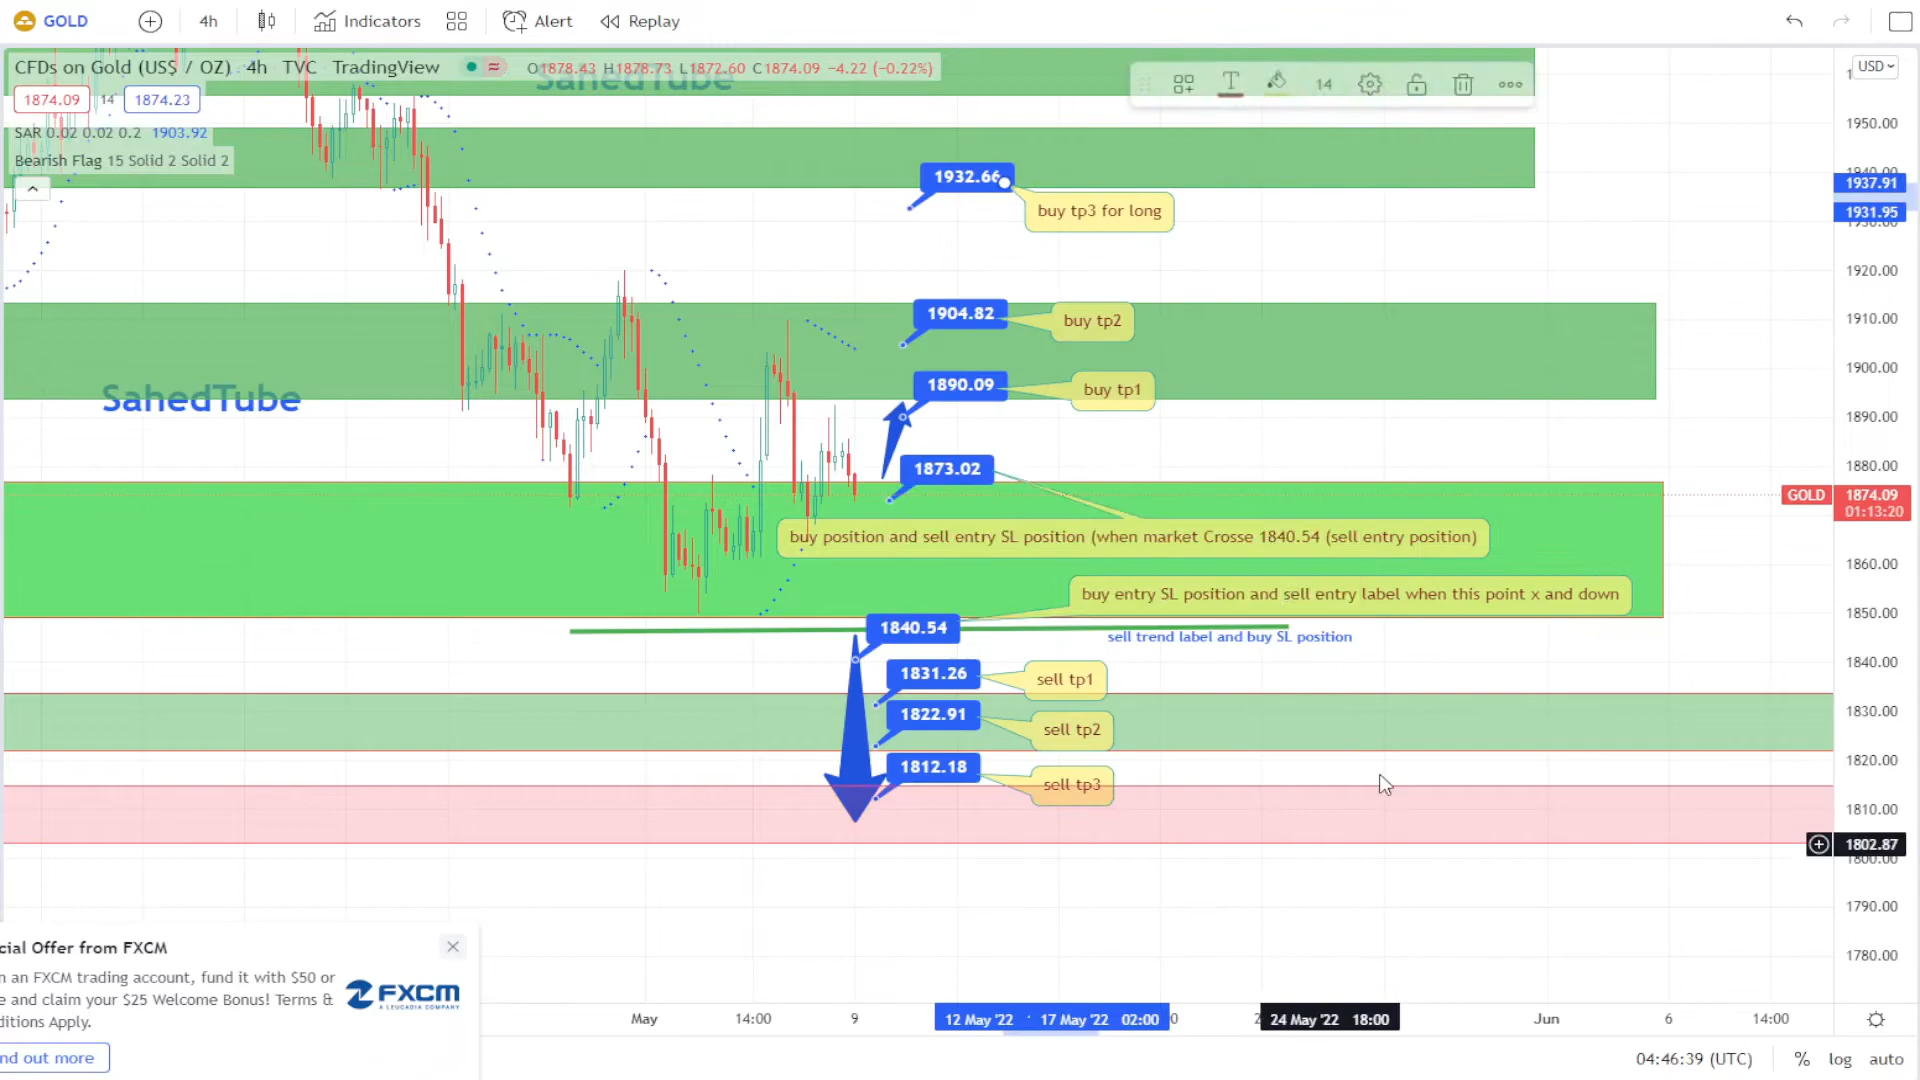 GOLD
4h
Indicators
Alert
Replay
CFDs on Gold (US$ / OZ) 4h TVC TradingView
O1878.43 H1878.73 L1872.60 C1874.09 −4.22 (−0.22%)
SahedTube
14
USD
1874.09 14 1874.23
SAR 0.02 0.02 0.2 1903.92
Bearish Flag 15 Solid 2 Solid 2
1950.00
1940.00
1937.91
1931.95
1930.00
1920.00
1910.00
1900.00
1890.00
1880.00
GOLD 1874.09
01:13:20
1860.00
1850.00
1840.00
1830.00
1820.00
1810.00
1802.87
1800.00
1790.00
1780.00
1932.66
buy tp3 for long
1904.82
buy tp2
1890.09
buy tp1
SahedTube
1873.02
buy position and sell entry SL position (when market Crosse 1840.54 (sell entry position)
buy entry SL position and sell entry label when this point x and down
1840.54
sell trend label and buy SL position
1831.26
sell tp1
1822.91
sell tp2
1812.18
sell tp3
cial Offer from FXCM
n an FXCM trading account, fund it with $50 or
e and claim your $25 Welcome Bonus! Terms &
ditions Apply.
FXCM
A LEUCADIA COMPANY
nd out more
May
14:00
9
12 May '22
17 May '22 02:00
24 May '22 18:00
Jun
6
14:00
04:46:39 (UTC)
%
log
auto